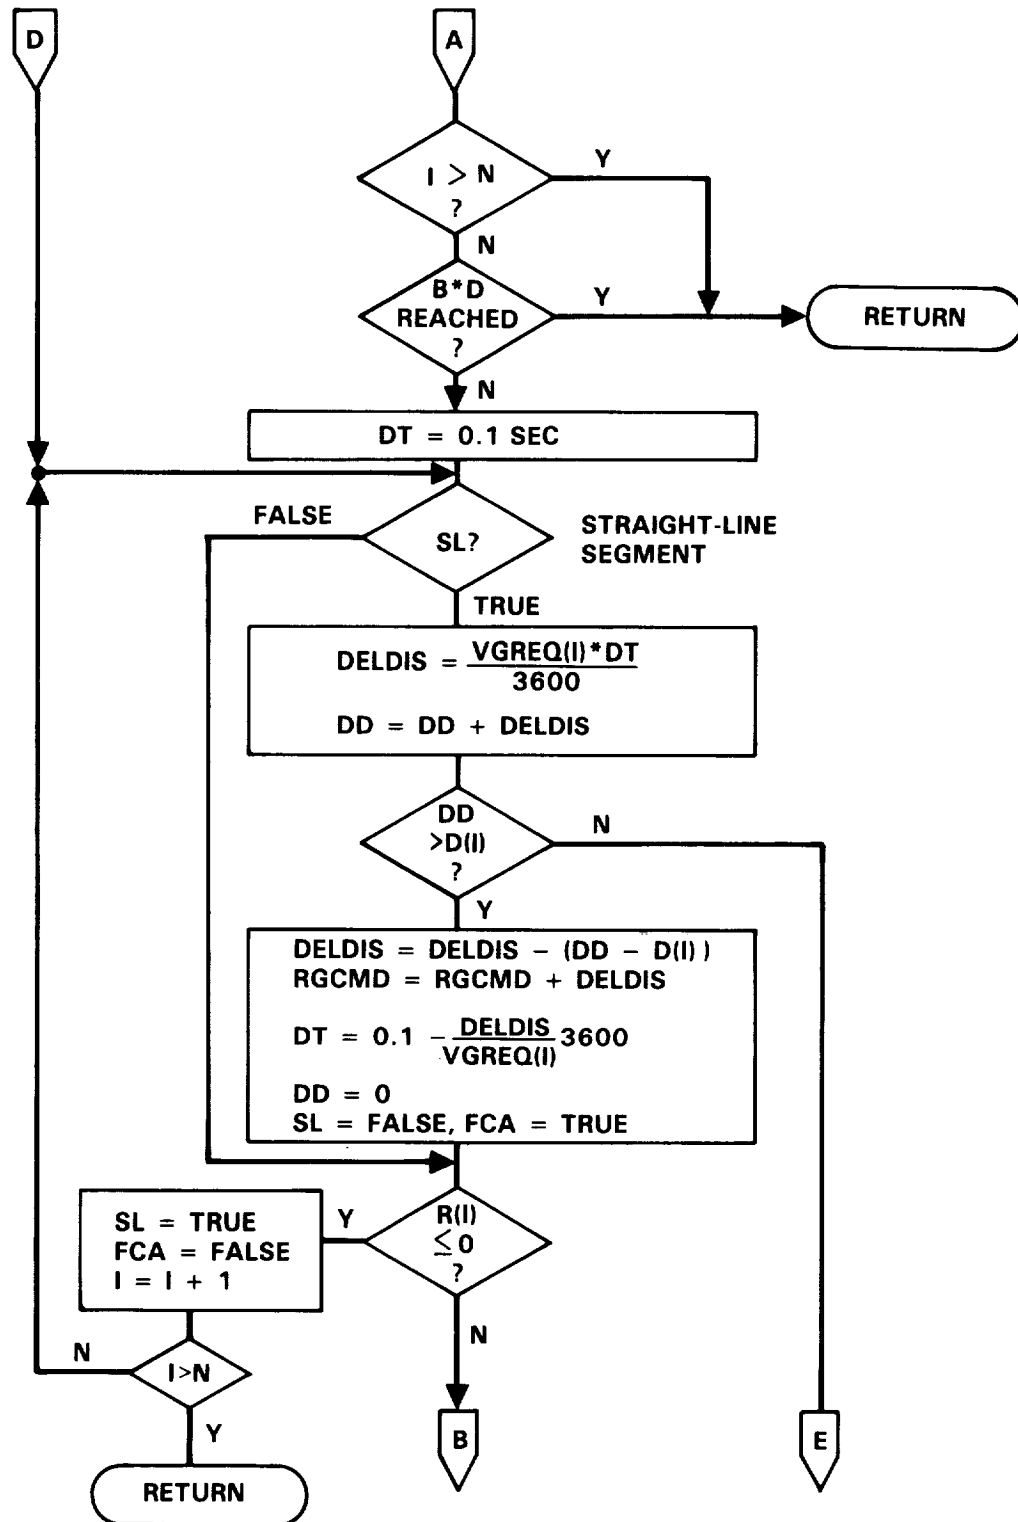 D
A
I > N
?
Y
N
B*D
REACHED
?
Y
RETURN
N
DT = 0.1 SEC
FALSE
SL?
STRAIGHT-LINE
SEGMENT
TRUE
DELDIS = VGREQ(I)*DT
3600
DD = DD + DELDIS
DD
>D(I)
?
N
Y
DELDIS = DELDIS - (DD - D(I))
RGCMD = RGCMD + DELDIS
DT = 0.1 - DELDIS 3600
VGREQ(I)
DD = 0
SL = FALSE, FCA = TRUE
SL = TRUE
FCA = FALSE
I = I + 1
Y
R(I)
≤0
?
N
N
I>N
Y
B
E
RETURN